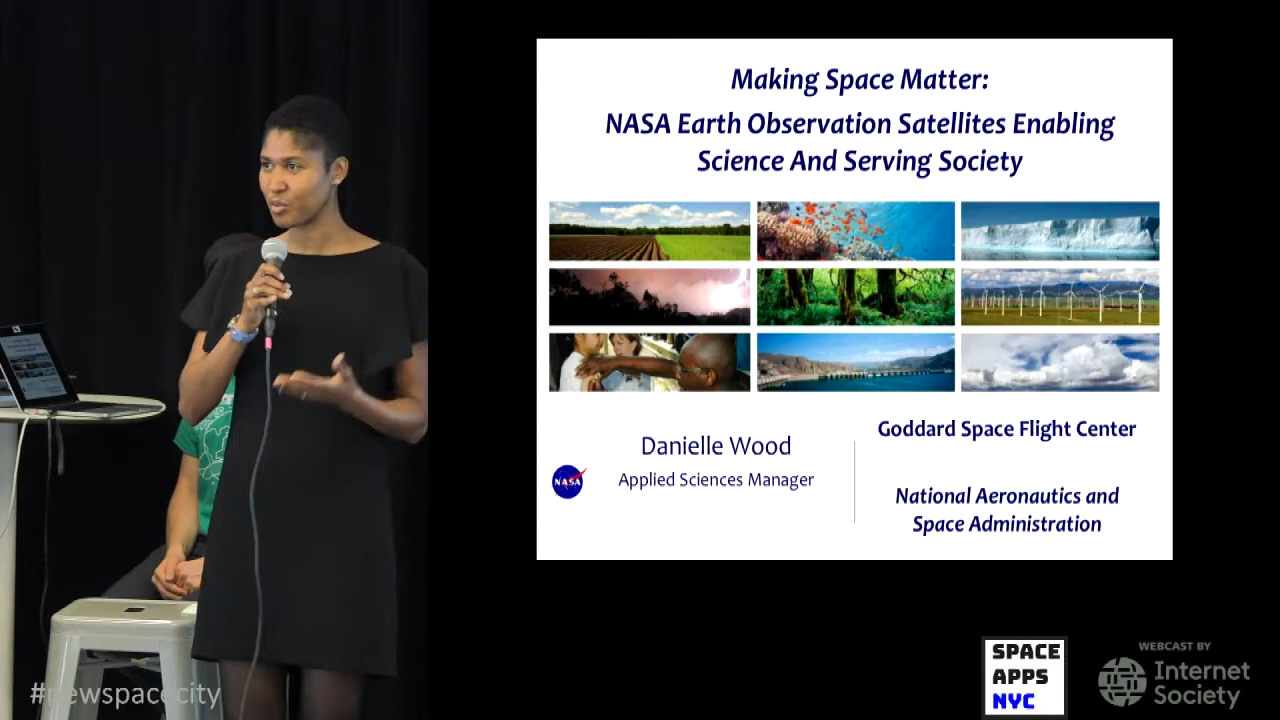 Making Space Matter:
NASA Earth Observation Satellites Enabling
Science And Serving Society
Danielle Wood
Applied Sciences Manager
NASA
Goddard Space Flight Center
National Aeronautics and
Space Administration
#newspacecity
SPACE
APPS
NYC
WEBCAST BY
Internet
Society